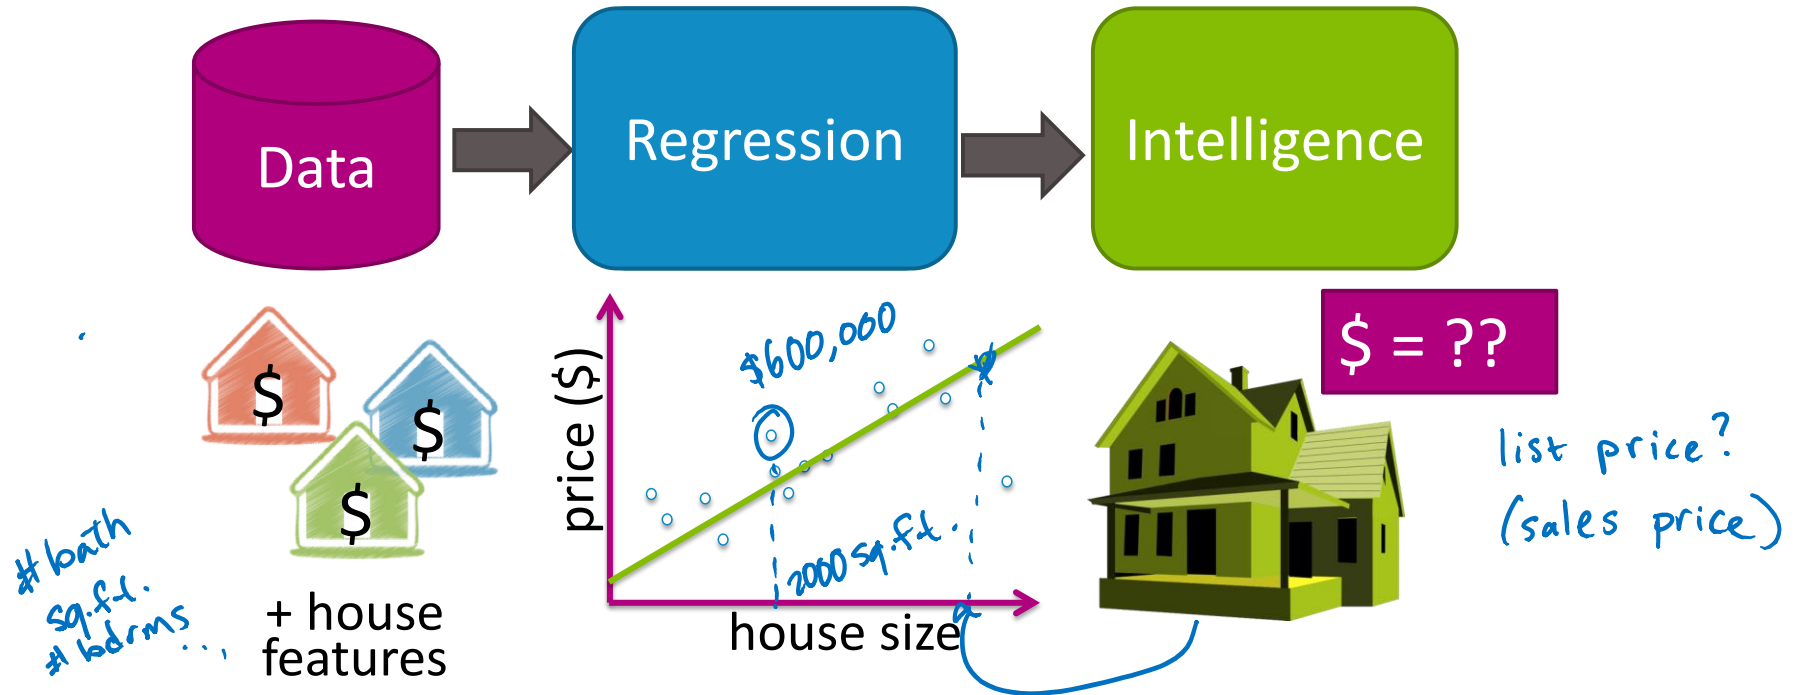 Data
Regression
Intelligence
$
$
$
+ house
features
# bath
sq.ft.
# bdrms
...
price ($)
$600,000
2000 sq.ft.
house size
$ = ??
list price?
(sales price)